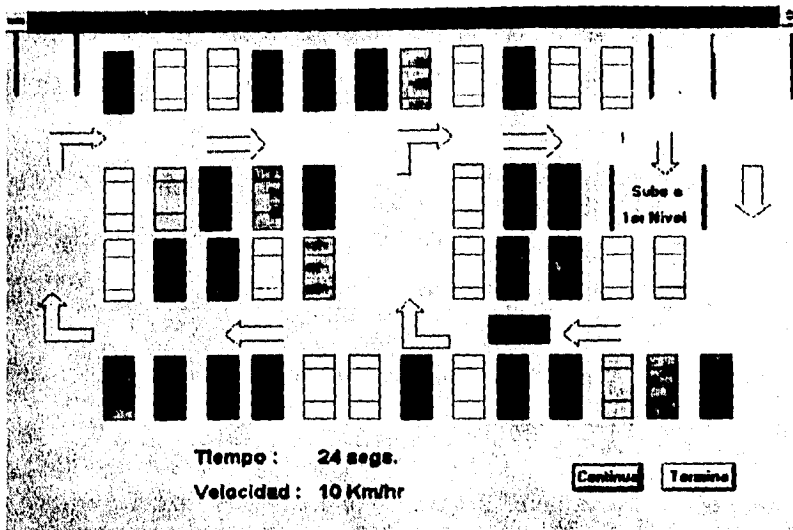 Sube a
1er Nivel
Tiempo : 24 segs.
Velocidad : 10 Km/hr
Continua Termina